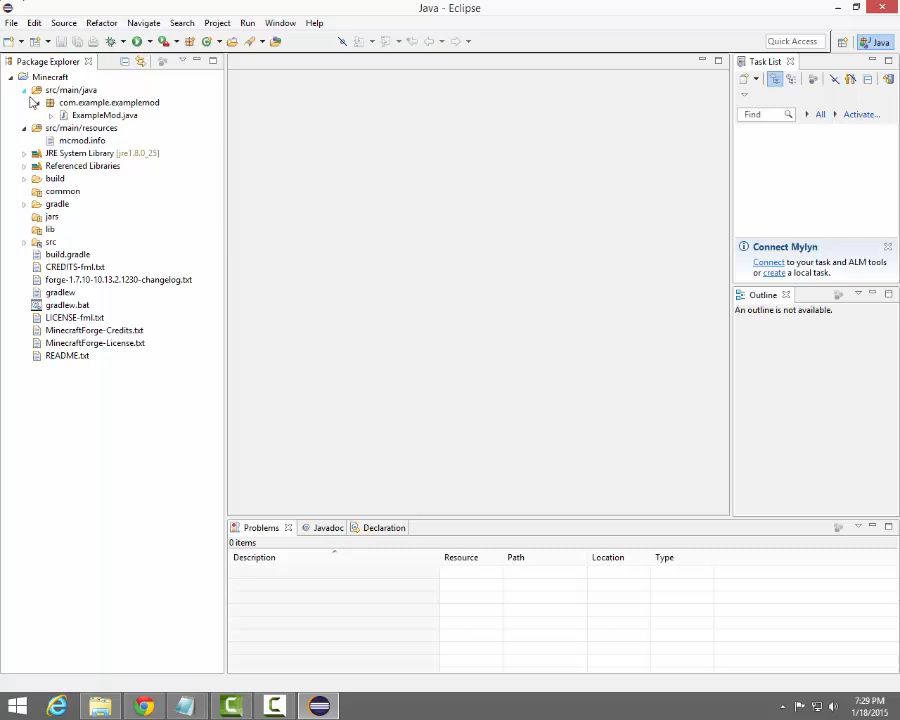 Java - Eclipse
File Edit Source Refactor Navigate Search Project Run Window Help
Quick Access
Java
Package Explorer
Minecraft
src/main/java
com.example.examplemod
ExampleMod.java
src/main/resources
mcmod.info
JRE System Library [jre1.8.0_25]
Referenced Libraries
build
common
gradle
jars
lib
src
build.gradle
CREDITS-fml.txt
forge-1.7.10-10.13.2.1230-changelog.txt
gradlew
gradlew.bat
LICENSE-fml.txt
MinecraftForge-Credits.txt
MinecraftForge-License.txt
README.txt
Task List
Find All Activate...
Connect Mylyn
Connect to your task and ALM tools
or create a local task.
Outline
An outline is not available.
Problems Javadoc Declaration
0 items
Description Resource Path Location Type
7:29 PM
1/18/2015